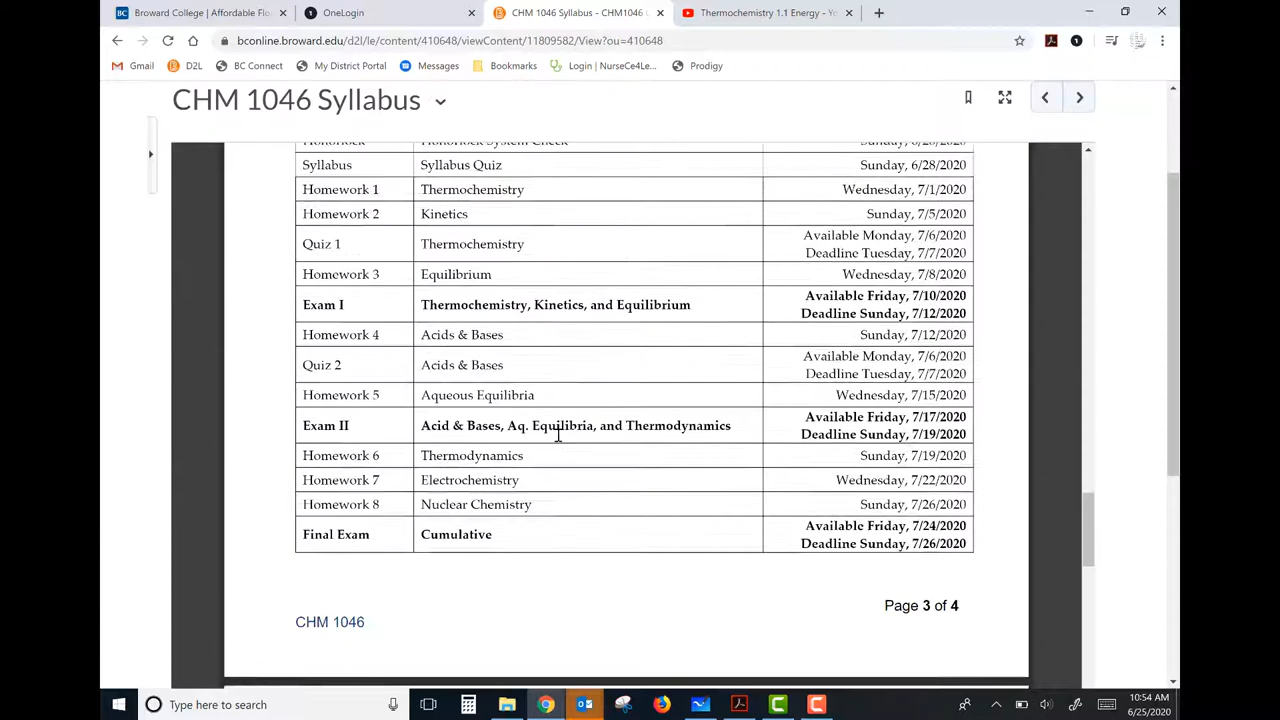 Broward College | Affordable Flo
OneLogin
CHM 1046 Syllabus - CHM1046 G
Thermochemistry 1.1 Energy - Yo
bconline.broward.edu/d2l/le/content/410648/viewContent/11809582/View?ou=410648
Gmail D2L BC Connect My District Portal Messages Bookmarks Login | NurseCe4Le... Prodigy
CHM 1046 Syllabus
Honorlock Honorlock System Check Sunday, 6/28/2020
Syllabus Syllabus Quiz Sunday, 6/28/2020
Homework 1 Thermochemistry Wednesday, 7/1/2020
Homework 2 Kinetics Sunday, 7/5/2020
Quiz 1 Thermochemistry Available Monday, 7/6/2020
Deadline Tuesday, 7/7/2020
Homework 3 Equilibrium Wednesday, 7/8/2020
Exam I Thermochemistry, Kinetics, and Equilibrium Available Friday, 7/10/2020
Deadline Sunday, 7/12/2020
Homework 4 Acids & Bases Sunday, 7/12/2020
Quiz 2 Acids & Bases Available Monday, 7/6/2020
Deadline Tuesday, 7/7/2020
Homework 5 Aqueous Equilibria Wednesday, 7/15/2020
Exam II Acid & Bases, Aq. Equilibria, and Thermodynamics Available Friday, 7/17/2020
Deadline Sunday, 7/19/2020
Homework 6 Thermodynamics Sunday, 7/19/2020
Homework 7 Electrochemistry Wednesday, 7/22/2020
Homework 8 Nuclear Chemistry Sunday, 7/26/2020
Final Exam Cumulative Available Friday, 7/24/2020
Deadline Sunday, 7/26/2020
Page 3 of 4
CHM 1046
Type here to search
10:54 AM
6/25/2020